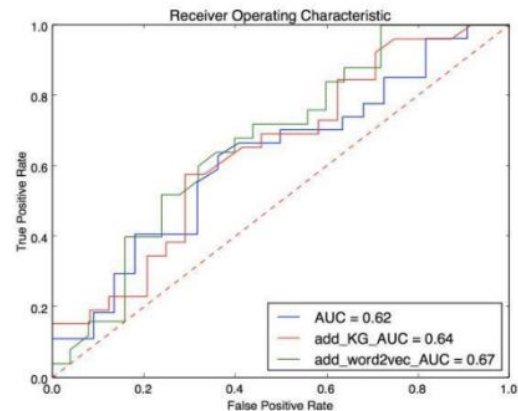 Receiver Operating Characteristic
True Positive Rate
1.0
0.8
0.6
0.4
0.2
0.0
AUC = 0.62
add_KG_AUC = 0.64
add_word2vec_AUC = 0.67
0.0 0.2 0.4 0.6 0.8 1.0
False Positive Rate